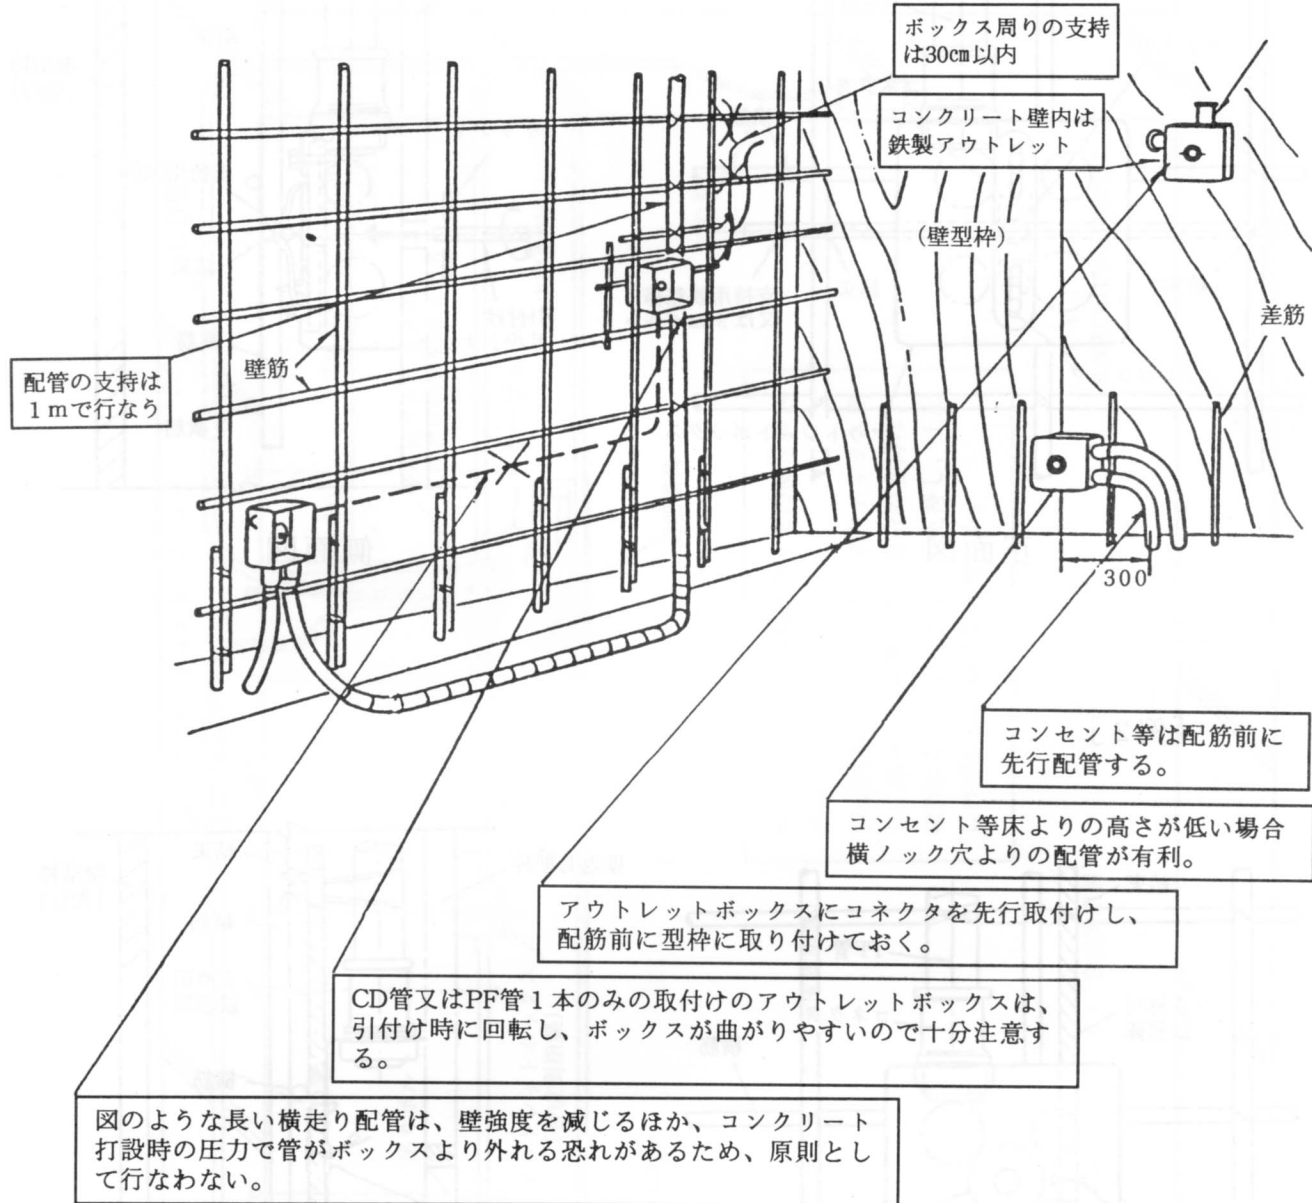 ボックス周りの支持
は30cm以内
コンクリート壁内は
鉄製アウトレット
(壁型枠)
差筋
壁筋
配管の支持は
1mで行なう
300
コンセント等は配筋前に
先行配管する。
コンセント等床よりの高さが低い場合
横ノック穴よりの配管が有利。
アウトレットボックスにコネクタを先行取付けし、
配筋前に型枠に取り付けておく。
CD管又はPF管1本のみの取付けのアウトレットボックスは、
引付け時に回転し、ボックスが曲がりやすいので十分注意す
る。
図のような長い横走り配管は、壁強度を減じるほか、コンクリート
打設時の圧力で管がボックスより外れる恐れがあるため、原則とし
て行なわない。